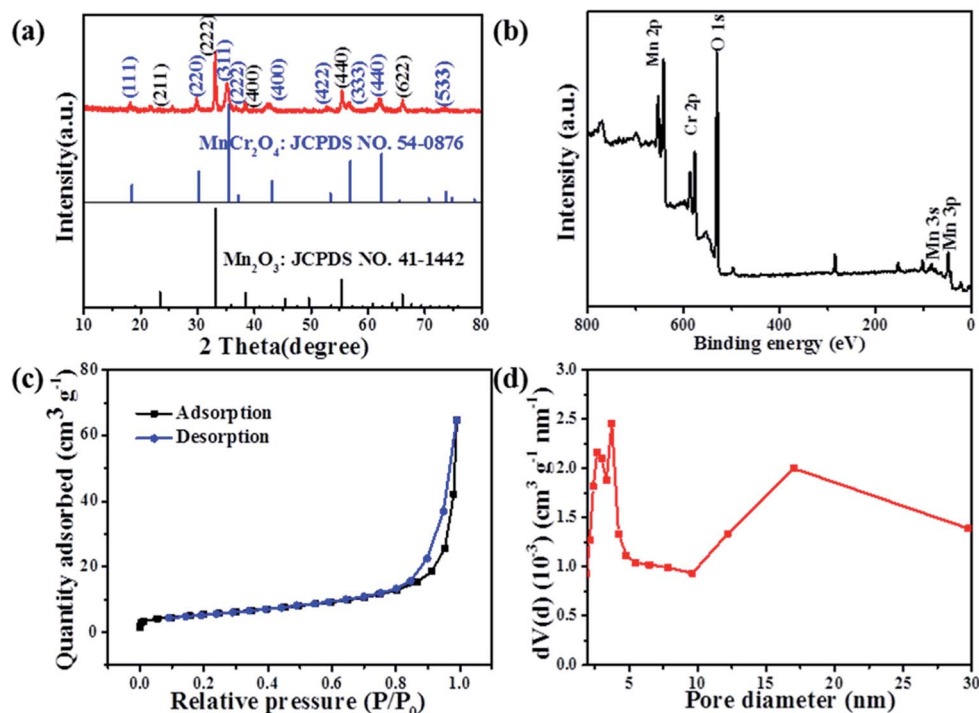 (a)
Intensity(a.u.)
(111)
(211)
(220)
(222)
(311)
(222)
(400)
(400)
(422)
(440)
(333)
(440)
(622)
(533)
MnCr₂O₄: JCPDS NO. 54-0876
Mn₂O₃: JCPDS NO. 41-1442
10 20 30 40 50 60 70 80
2 Theta(degree)
(b)
Intensity (a.u.)
Mn 2p
Cr 2p
O 1s
Mn 3s
Mn 3p
800 600 400 200 0
Binding energy (eV)
(c)
Quantity adsorbed (cm³ g⁻¹)
80
60
40
20
0
Adsorption
Desorption
0.0 0.2 0.4 0.6 0.8 1.0
Relative pressure (P/P₀)
(d)
dV(d) (10⁻³) (cm³ g⁻¹ nm⁻¹)
3.0
2.5
2.0
1.5
1.0
0.5
0.0
5 10 15 20 25 30
Pore diameter (nm)